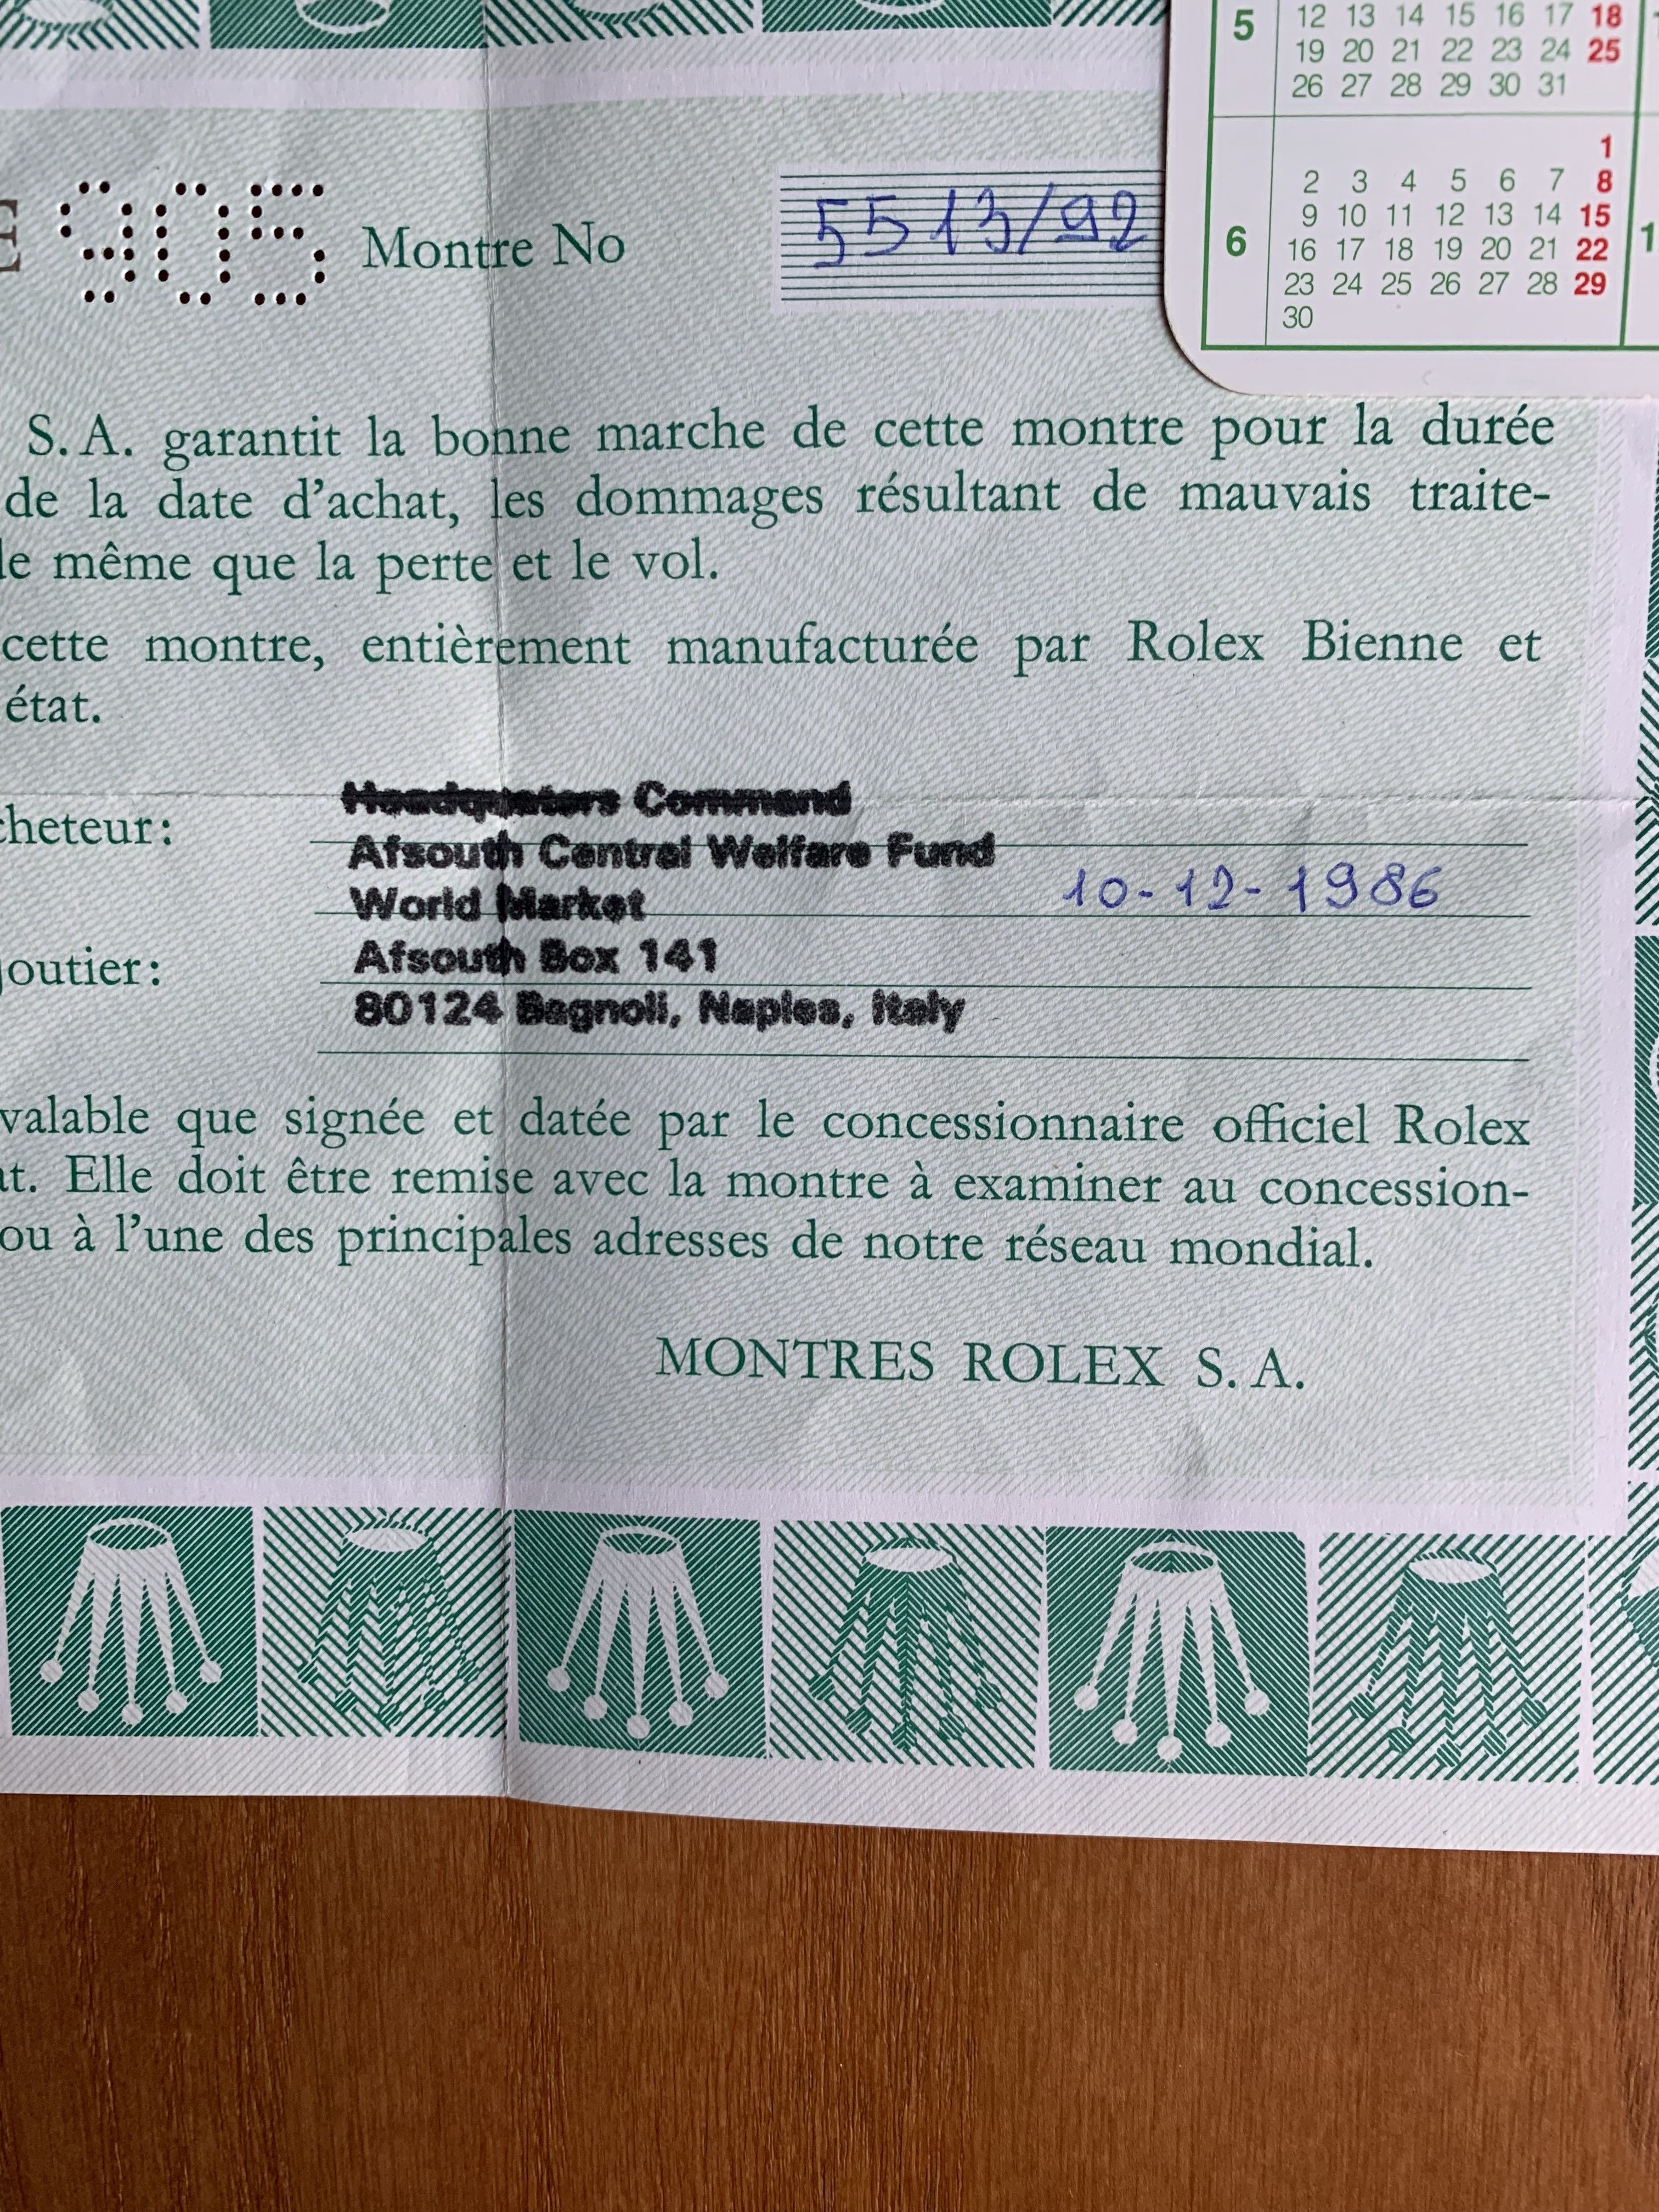 5 12 13 14 15 16 17 18
19 20 21 22 23 24 25
26 27 28 29 30 31
1
2 3 4 5 6 7 8
9 10 11 12 13 14 15
6 16 17 18 19 20 21 22 1
23 24 25 26 27 28 29
30
E 905 Montre No 5513/92
S.A. garantit la bonne marche de cette montre pour la durée
de la date d'achat, les dommages résultant de mauvais traite-
le même que la perte et le vol.
cette montre, entièrement manufacturée par Rolex Bienne et
état.
Headquaters Command
cheteur:
Afsouth Central Welfare Fund
World Market 10-12-1986
Afsouth Box 141
joutier:
80124 Bagnoli, Naples, Italy
valable que signée et datée par le concessionnaire officiel Rolex
at. Elle doit être remise avec la montre à examiner au concession-
ou à l'une des principales adresses de notre réseau mondial.
MONTRES ROLEX S.A.